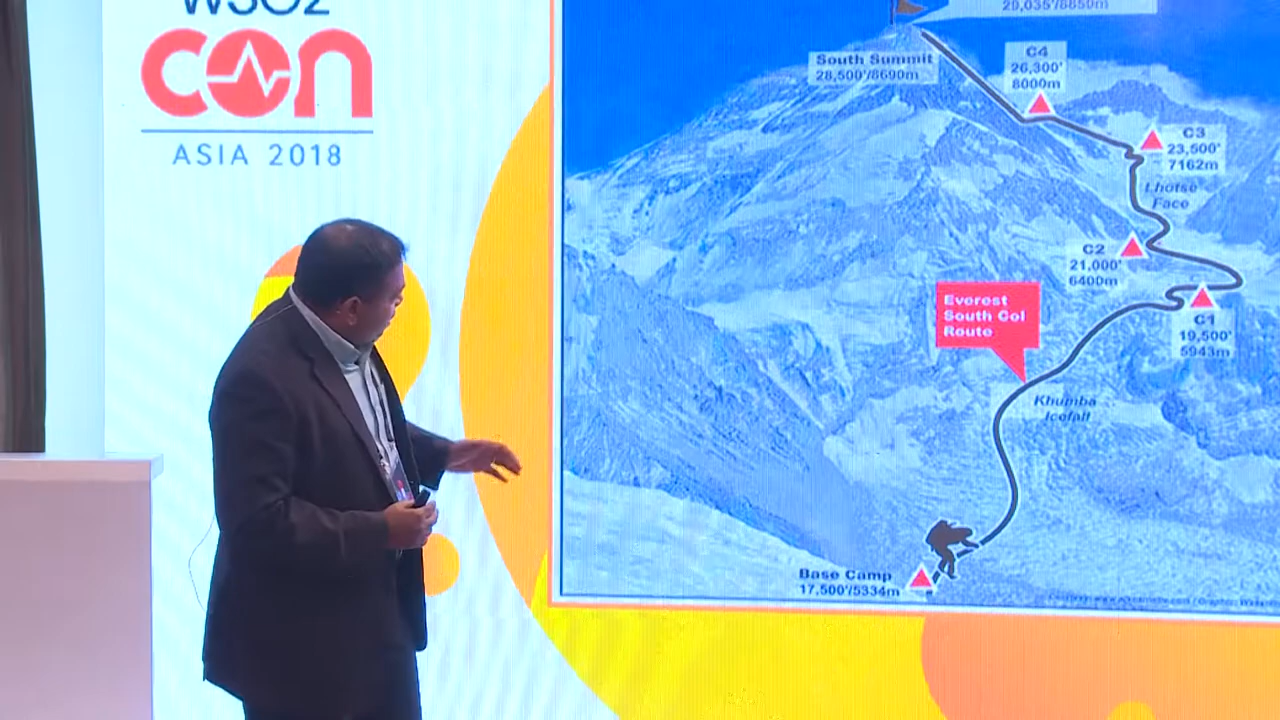 WSO2
con
ASIA 2018
29,035'/8850m
South Summit
28,500'/8690m
C4
26,300'
8000m
C3
23,500'
7162m
Lhotse
Face
C2
21,000'
6400m
Everest
South Col
Route
C1
19,500'
5943m
Khumba
Icefall
Base Camp
17,500'/5334m